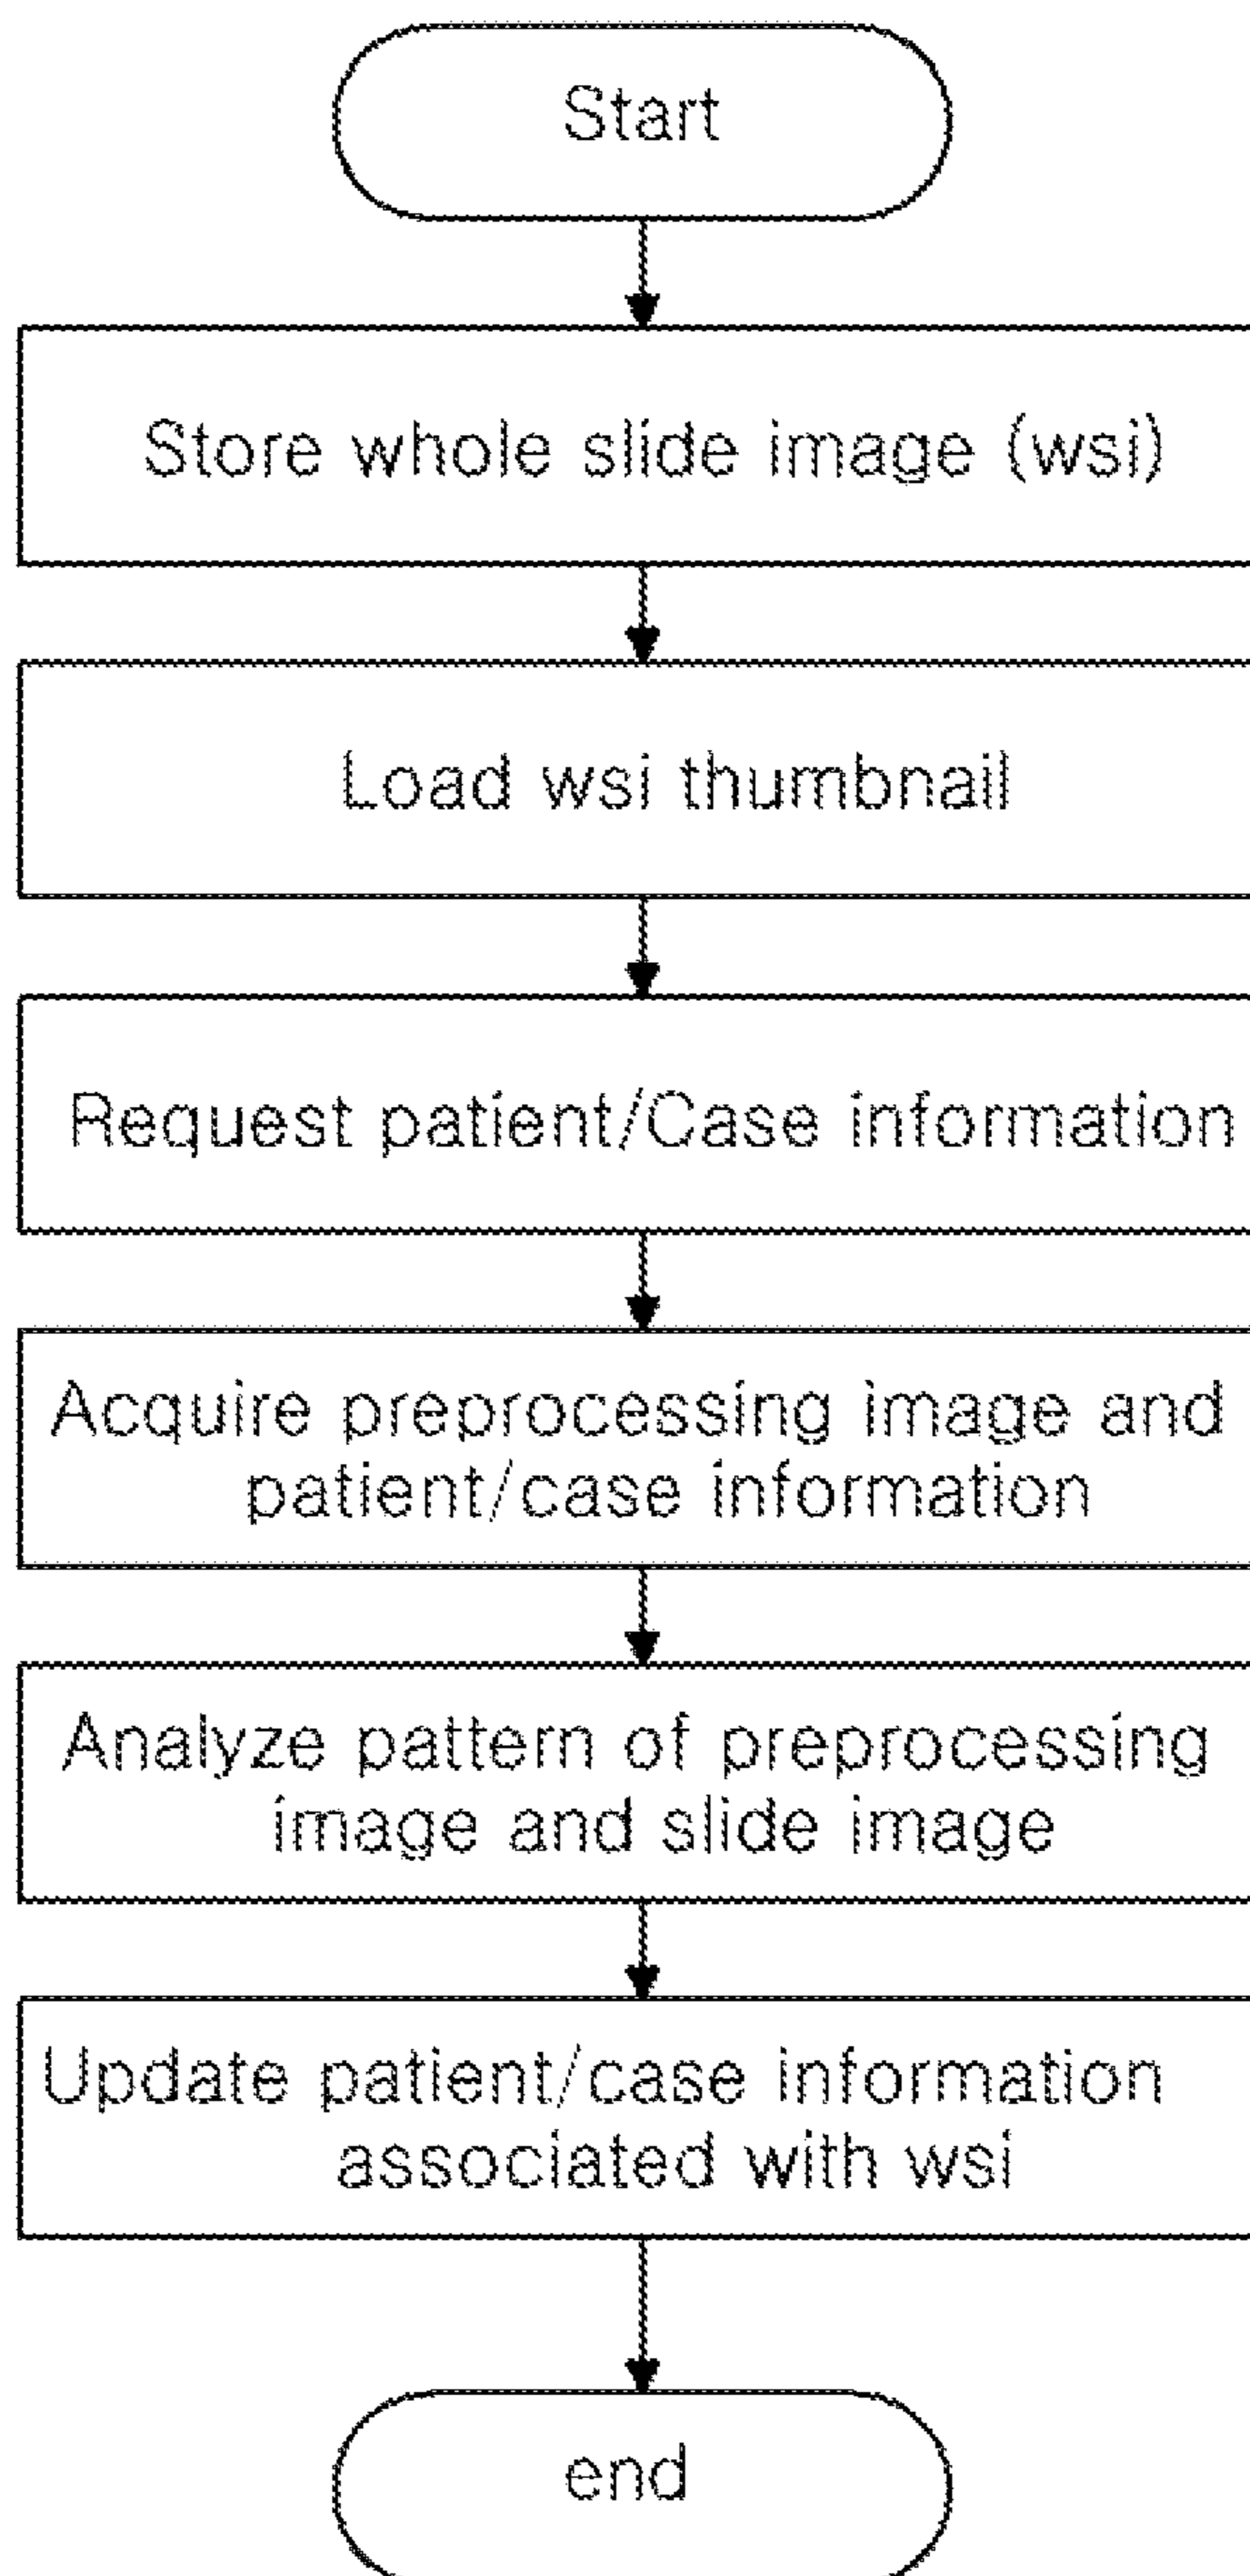 Start
Store whole slide image (wsi)
Load wsi thumbnail
Request patient/Case information
Acquire preprocessing image and
patient/case information
Analyze pattern of preprocessing
image and slide image
Update patient/case information
associated with wsi
end